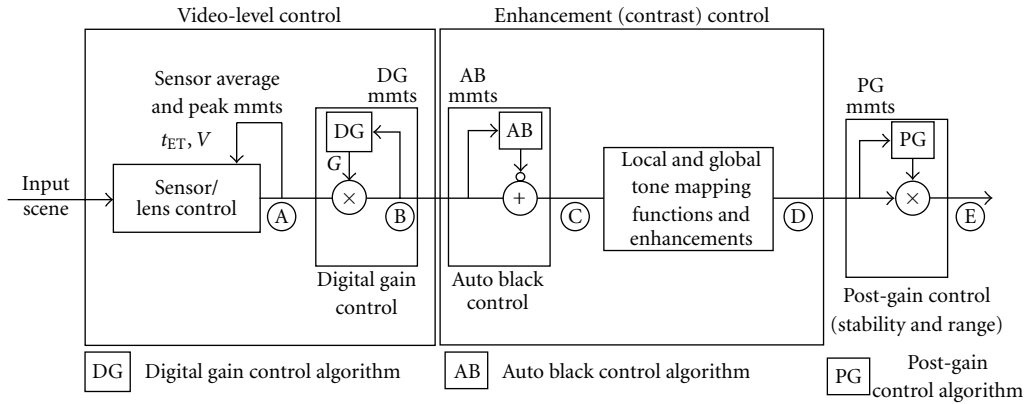 Video-level control
Enhancement (contrast) control
Sensor average
and peak mmts
t_ET, V
DG
mmts
AB
mmts
PG
mmts
DG
AB
PG
G
Input
scene
Sensor/
lens control
×
+
Local and global
tone mapping
functions and
enhancements
×
A
B
C
D
E
Digital gain
control
Auto black
control
Post-gain control
(stability and range)
DG Digital gain control algorithm
AB Auto black control algorithm
PG Post-gain
control algorithm